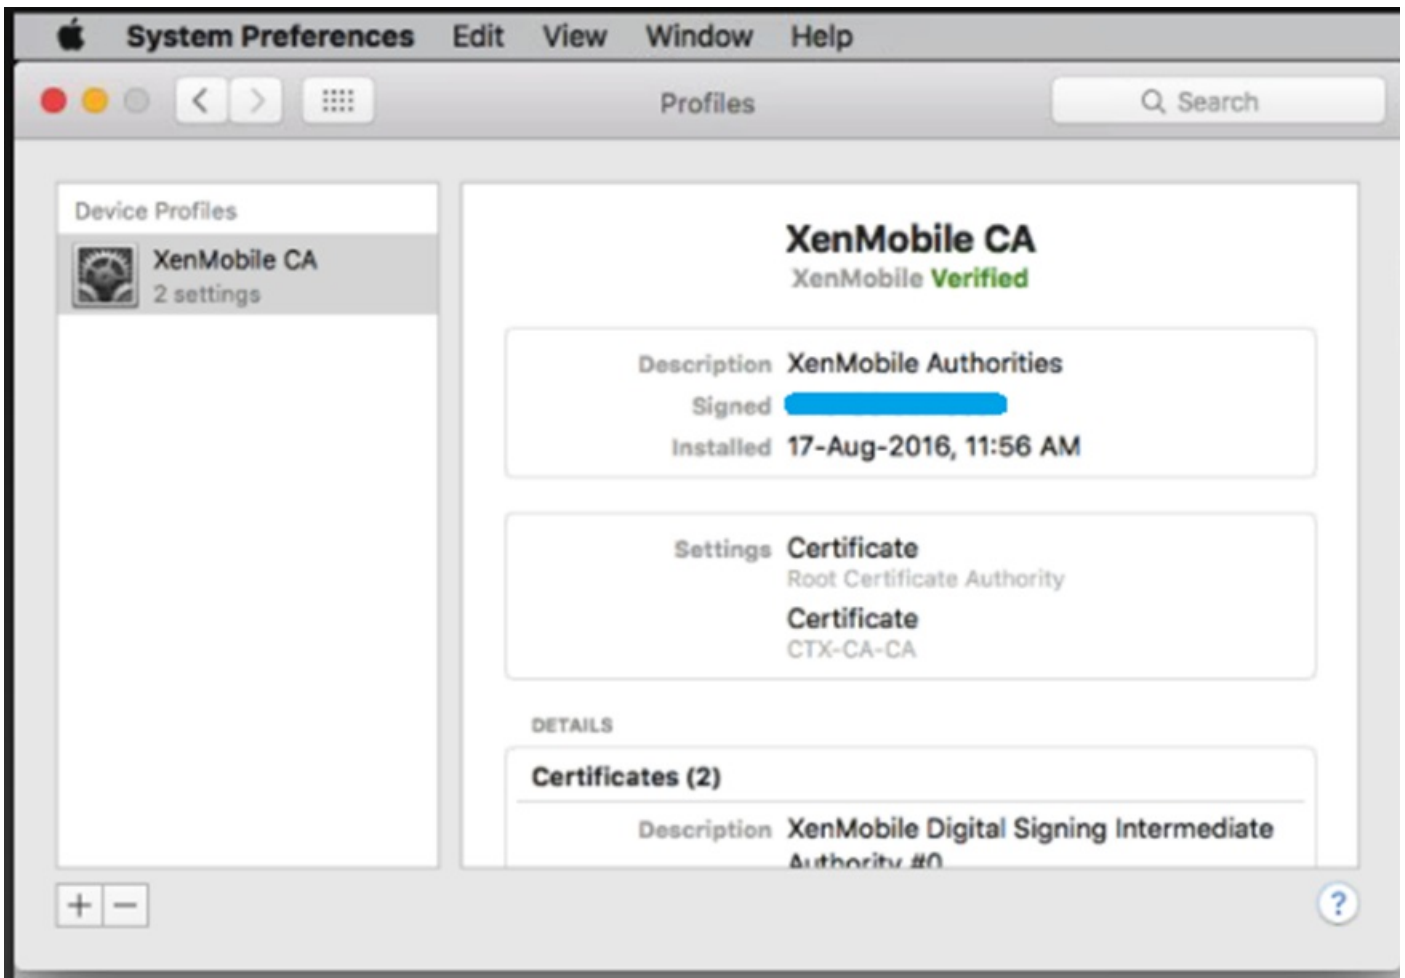 System Preferences Edit View Window Help
Profiles
Search
Device Profiles
XenMobile CA
2 settings
XenMobile CA
XenMobile Verified
Description XenMobile Authorities
Signed
Installed 17-Aug-2016, 11:56 AM
Settings Certificate
Root Certificate Authority
Certificate
CTX-CA-CA
DETAILS
Certificates (2)
Description XenMobile Digital Signing Intermediate
Authority #0
+ −
?